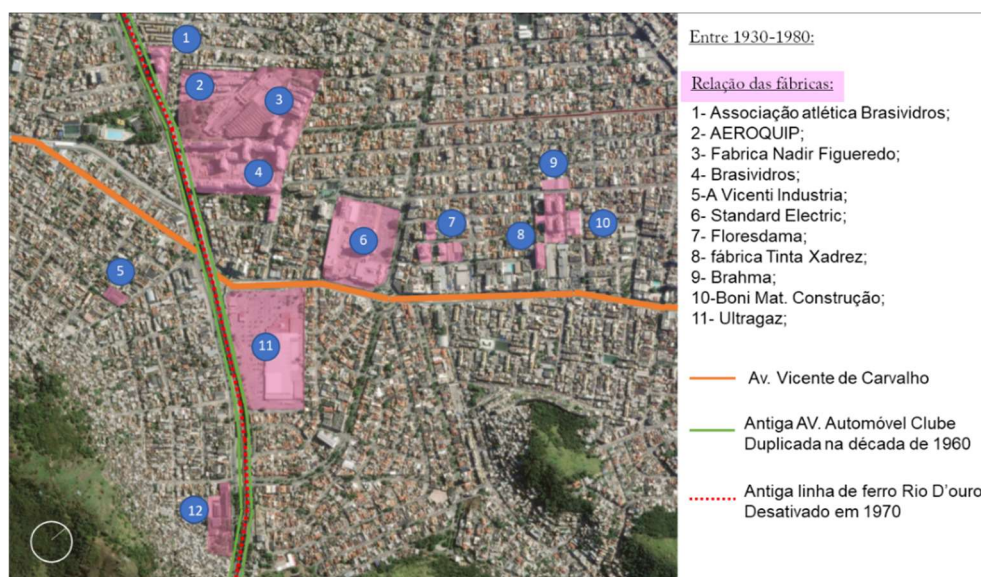 Entre 1930-1980:
Relação das fábricas:
1- Associação atlética Brasividros;
2- AEROQUIP;
3- Fabrica Nadir Figueredo;
4- Brasividros;
5-A Vicenti Industria;
6- Standard Electric;
7- Floresdama;
8- fábrica Tinta Xadrez;
9- Brahma;
10-Boni Mat. Construção;
11- Ultragaz;
Av. Vicente de Carvalho
Antiga AV. Automóvel Clube
Duplicada na década de 1960
Antiga linha de ferro Rio D'ouro
Desativado em 1970
1
2
3
4
5
6
7
8
9
10
11
12